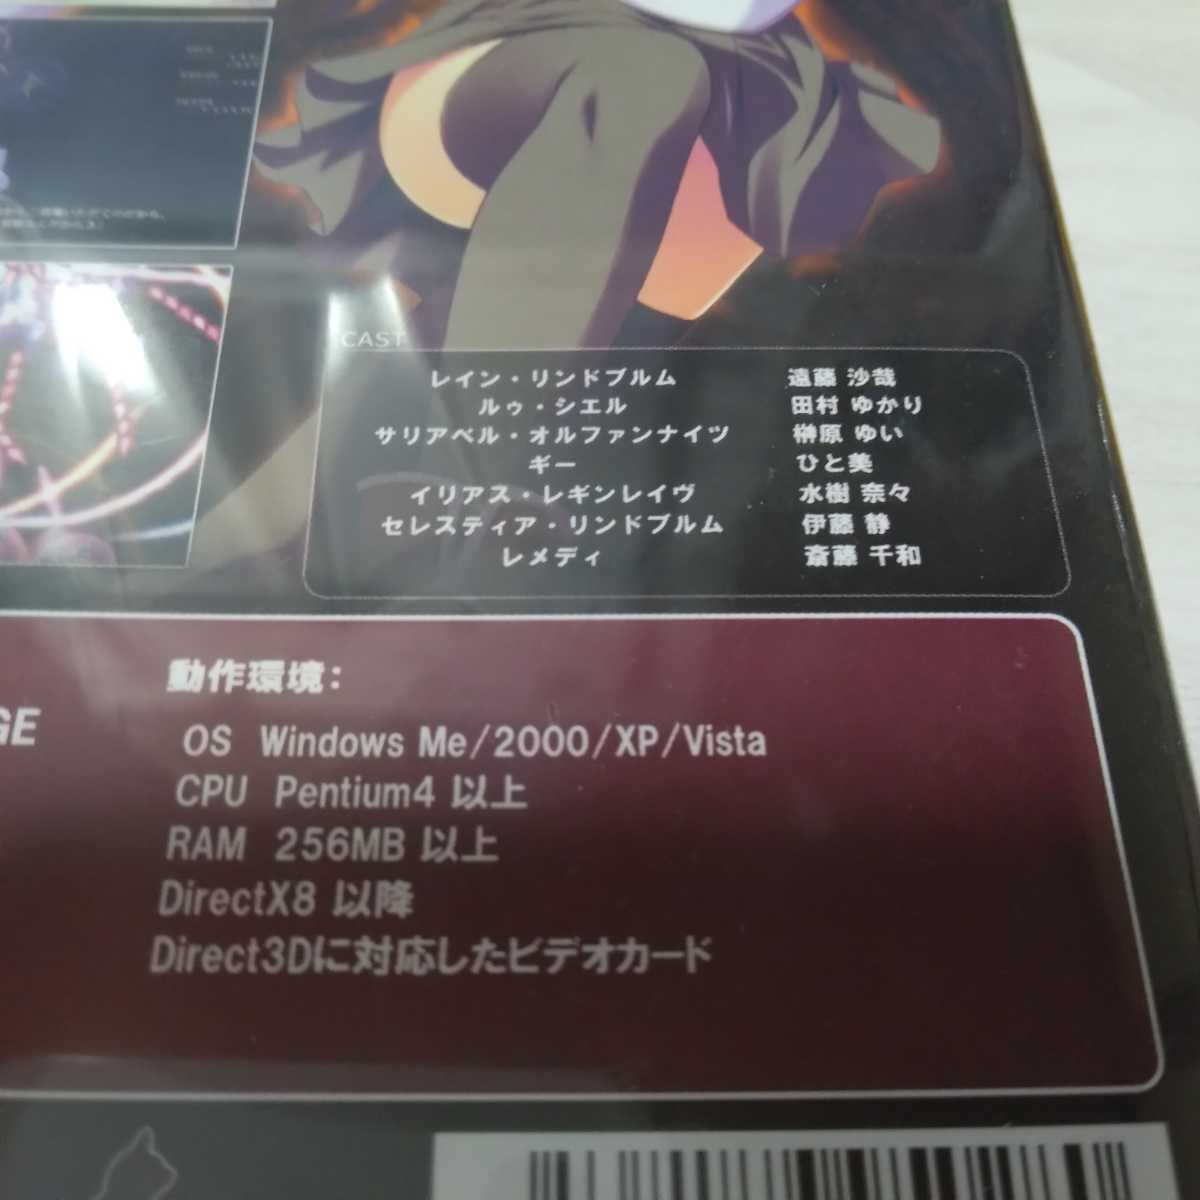 CAST
レイン・リンドブルム 遠藤 沙哉
ルゥ・シエル 田村 ゆかり
サリアベル・オルファンナイツ 榊原 ゆい
ギー ひと美
イリアス・レギンレイヴ 水樹 奈々
セレスティア・リンドブルム 伊藤 静
レメディ 斎藤 千和
GE
動作環境:
OS Windows Me/2000/XP/Vista
CPU Pentium4 以上
RAM 256MB 以上
DirectX8 以降
Direct3Dに対応したビデオカード